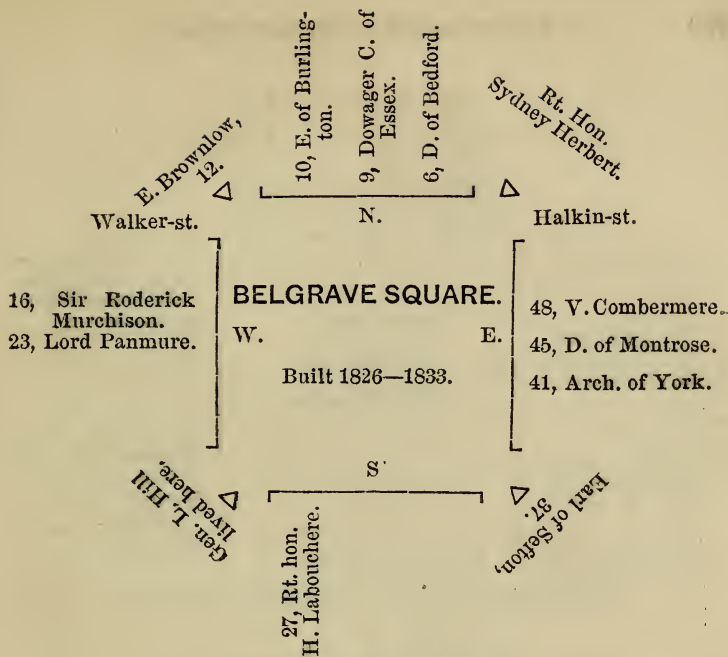 10, E. of Burling-
ton.
9, Dowager C. of
Essex.
6, D. of Bedford.
Rt. Hon.
Sydney Herbert.
E. Brownlow,
12.
Walker-st.
N.
Halkin-st.
16, Sir Roderick
Murchison.
23, Lord Panmure.
BELGRAVE SQUARE.
W.
E.
Built 1826—1833.
48, V. Combermere.
45, D. of Montrose.
41, Arch. of York.
S
Gen. L. Hill
lived here.
Earl of Sefton,
37.
27, Rt. hon.
H. Labouchere.